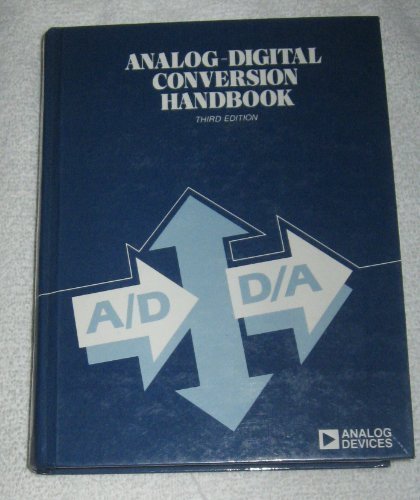 ANALOG-DIGITAL
CONVERSION
HANDBOOK
THIRD EDITION
A/D
D/A
ANALOG
DEVICES